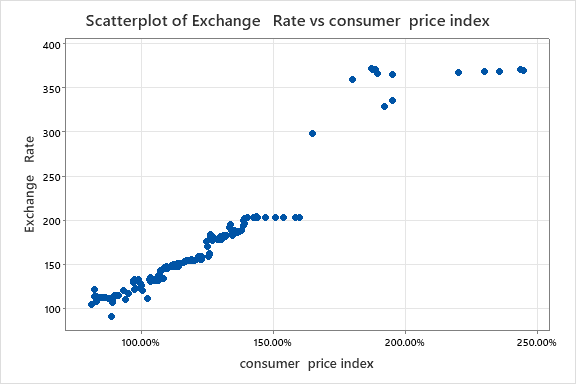 Scatterplot of Exchange Rate vs consumer price index
400
350
300
250
200
150
100
Exchange Rate
100.00% 150.00% 200.00% 250.00%
consumer price index